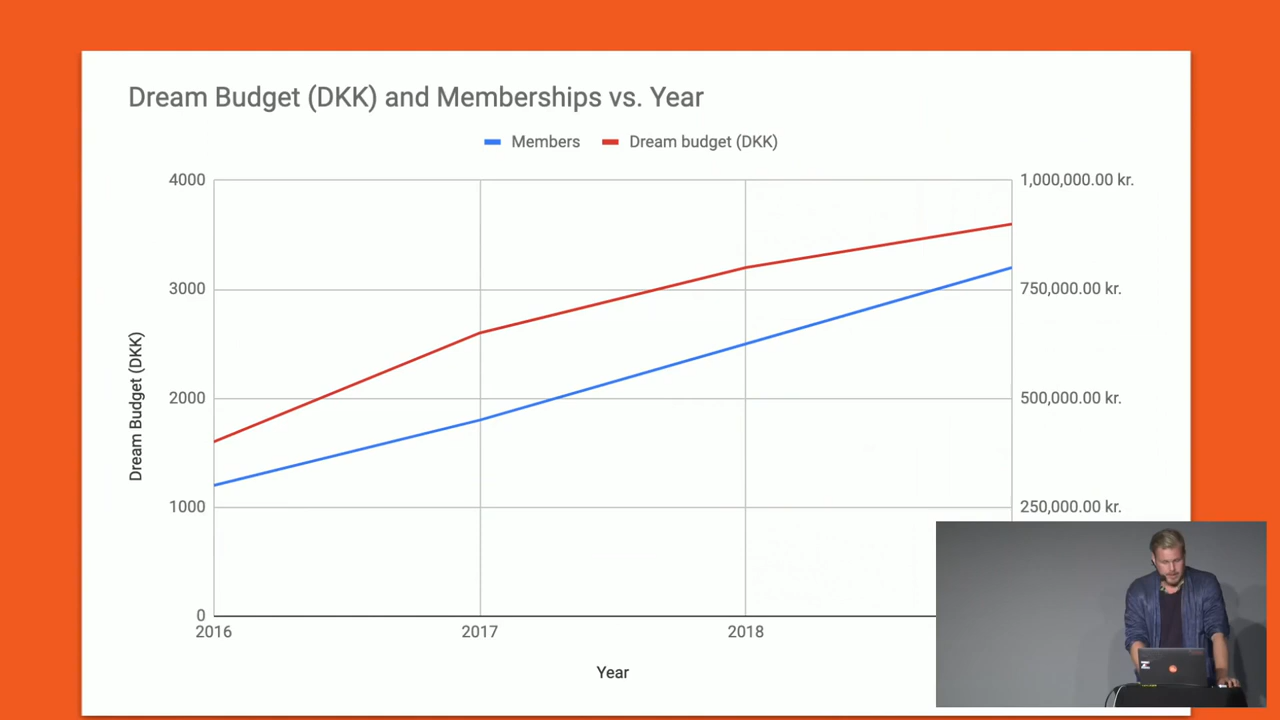 Dream Budget (DKK) and Memberships vs. Year
Members Dream budget (DKK)
4000 1,000,000.00 kr.
3000 750,000.00 kr.
2000 500,000.00 kr.
1000 250,000.00 kr.
0
Dream Budget (DKK)
2016 2017 2018
Year